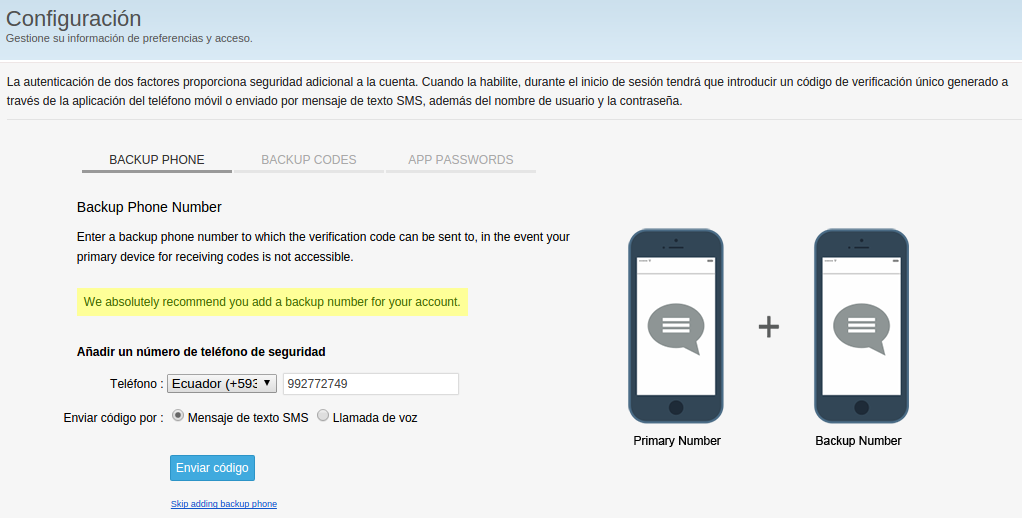 Configuración
Gestione su información de preferencias y acceso.
La autenticación de dos factores proporciona seguridad adicional a la cuenta. Cuando la habilite, durante el inicio de sesión tendrá que introducir un código de verificación único generado a
través de la aplicación del teléfono móvil o enviado por mensaje de texto SMS, además del nombre de usuario y la contraseña.
BACKUP PHONE BACKUP CODES APP PASSWORDS
Backup Phone Number
Enter a backup phone number to which the verification code can be sent to, in the event your
primary device for receiving codes is not accessible.
We absolutely recommend you add a backup number for your account.
Añadir un número de teléfono de seguridad
Teléfono : Ecuador (+593 992772749
Enviar código por : Mensaje de texto SMS Llamada de voz
Enviar código
Skip adding backup phone
+
Primary Number Backup Number